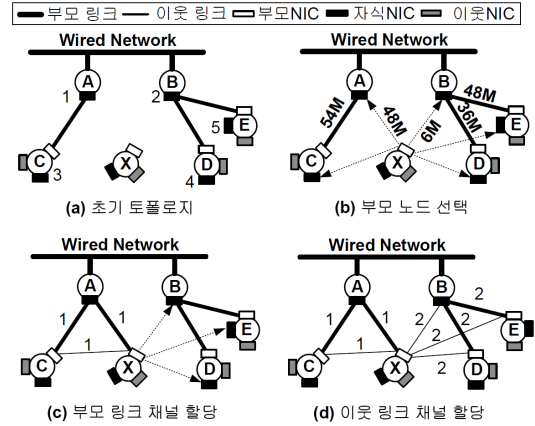 부모 링크 이웃 링크 부모NIC 자식NIC 이웃NIC
Wired Network
A
B
1
2
5
E
C
X
D
3
4
(a) 초기 토폴로지
Wired Network
A
B
48M
54M
48M
6M
36M
E
C
X
D
(b) 부모 노드 선택
Wired Network
A
B
1
1
E
1
C
X
D
(c) 부모 링크 채널 할당
Wired Network
A
B
2
1
1
2
2
2
E
1
2
C
X
D
(d) 이웃 링크 채널 할당